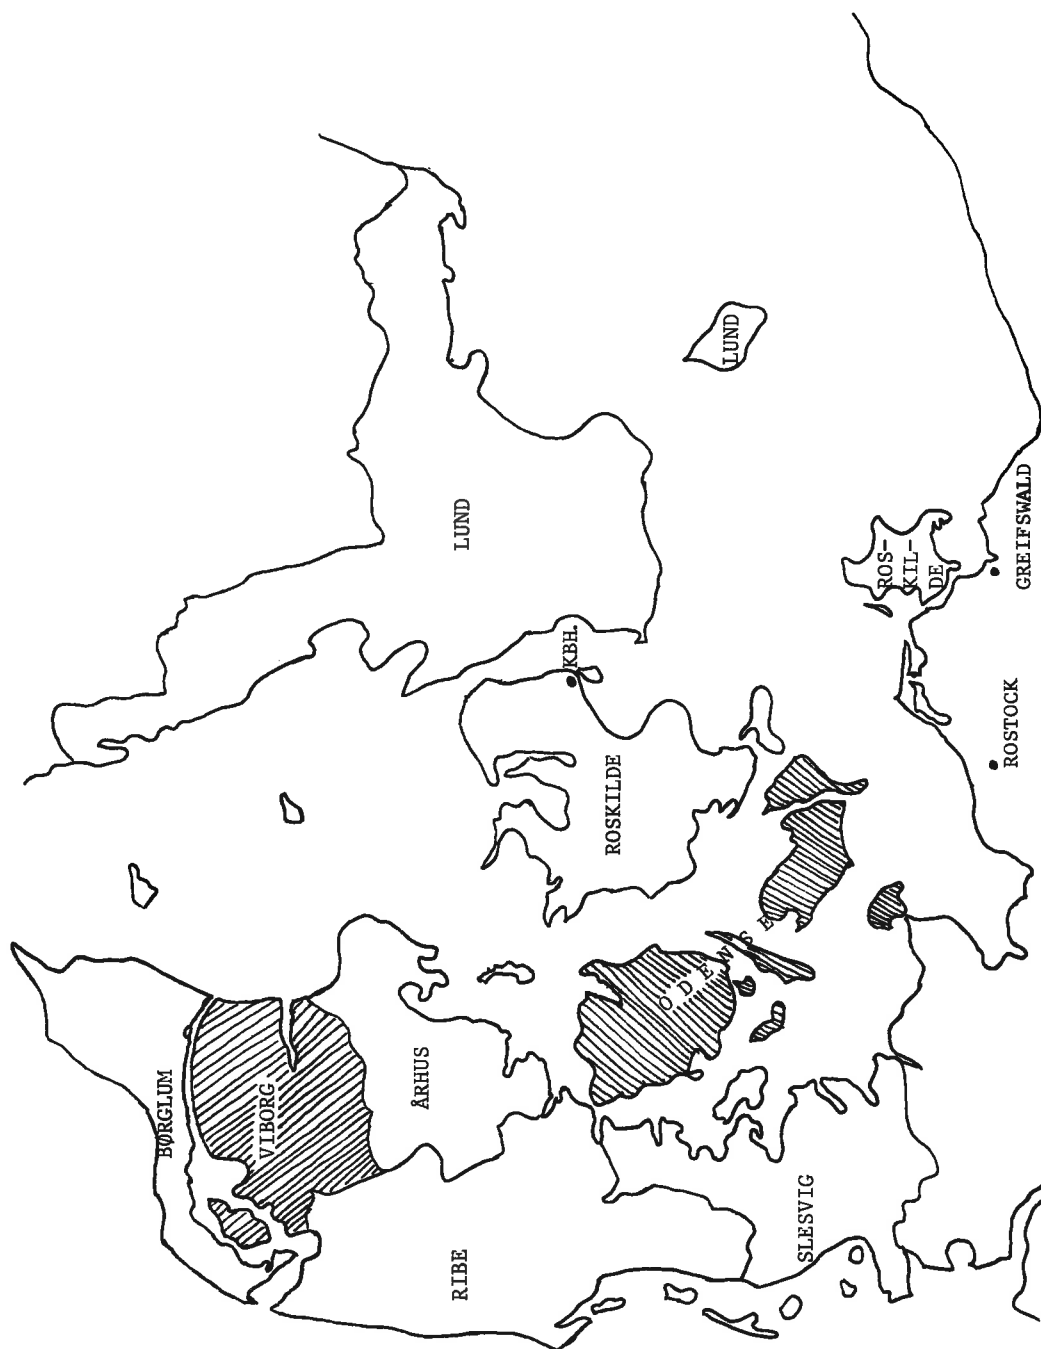 BØRGLUM
VIBORG
ÅRHUS
RIBE
SLESVIG
ODENSE
ROSKILDE
KBH.
LUND
LUND
ROS-
KIL-
DE
GREIFSWALD
ROSTOCK